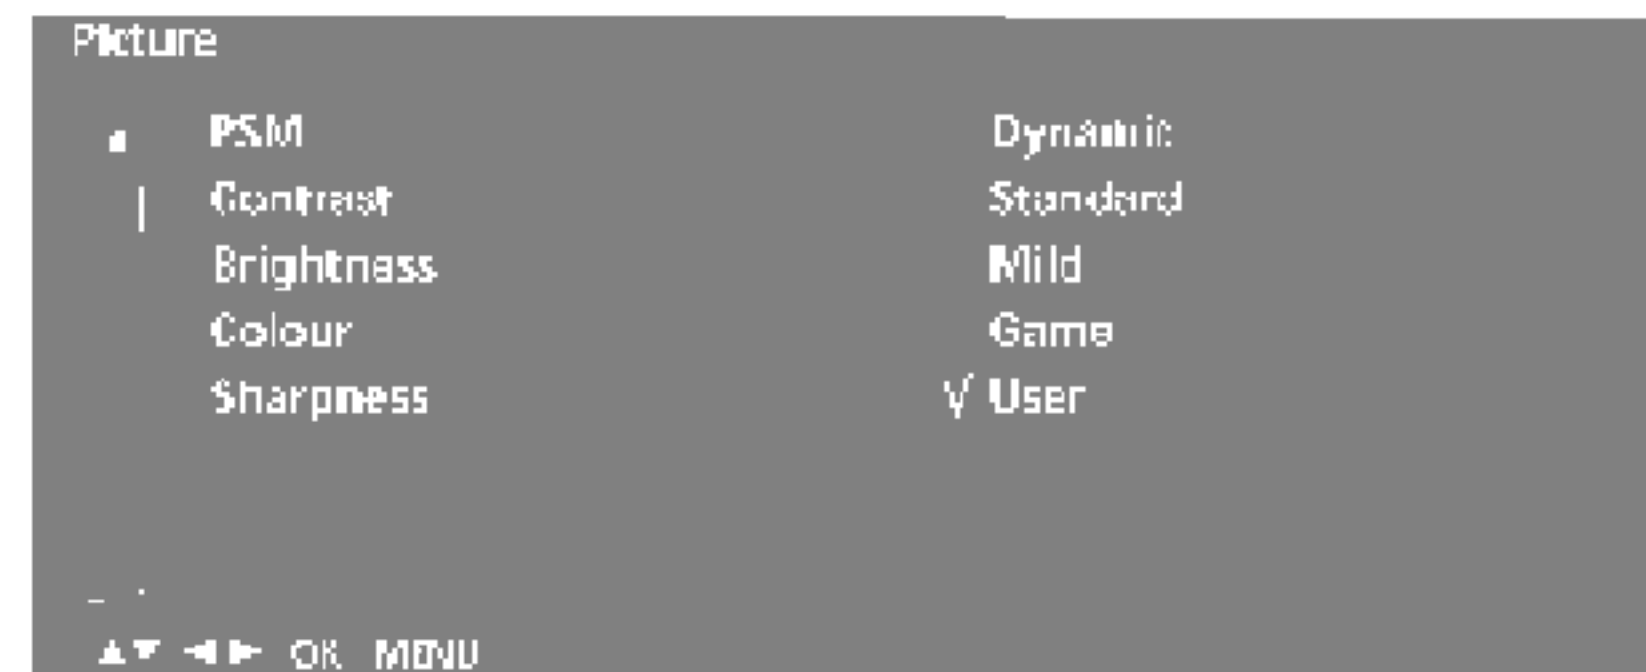 Picture
PSM Dynamic
Contrast Standard
Brightness Mild
Colour Game
Sharpness √ User
▲▼ ◄► OK MENU